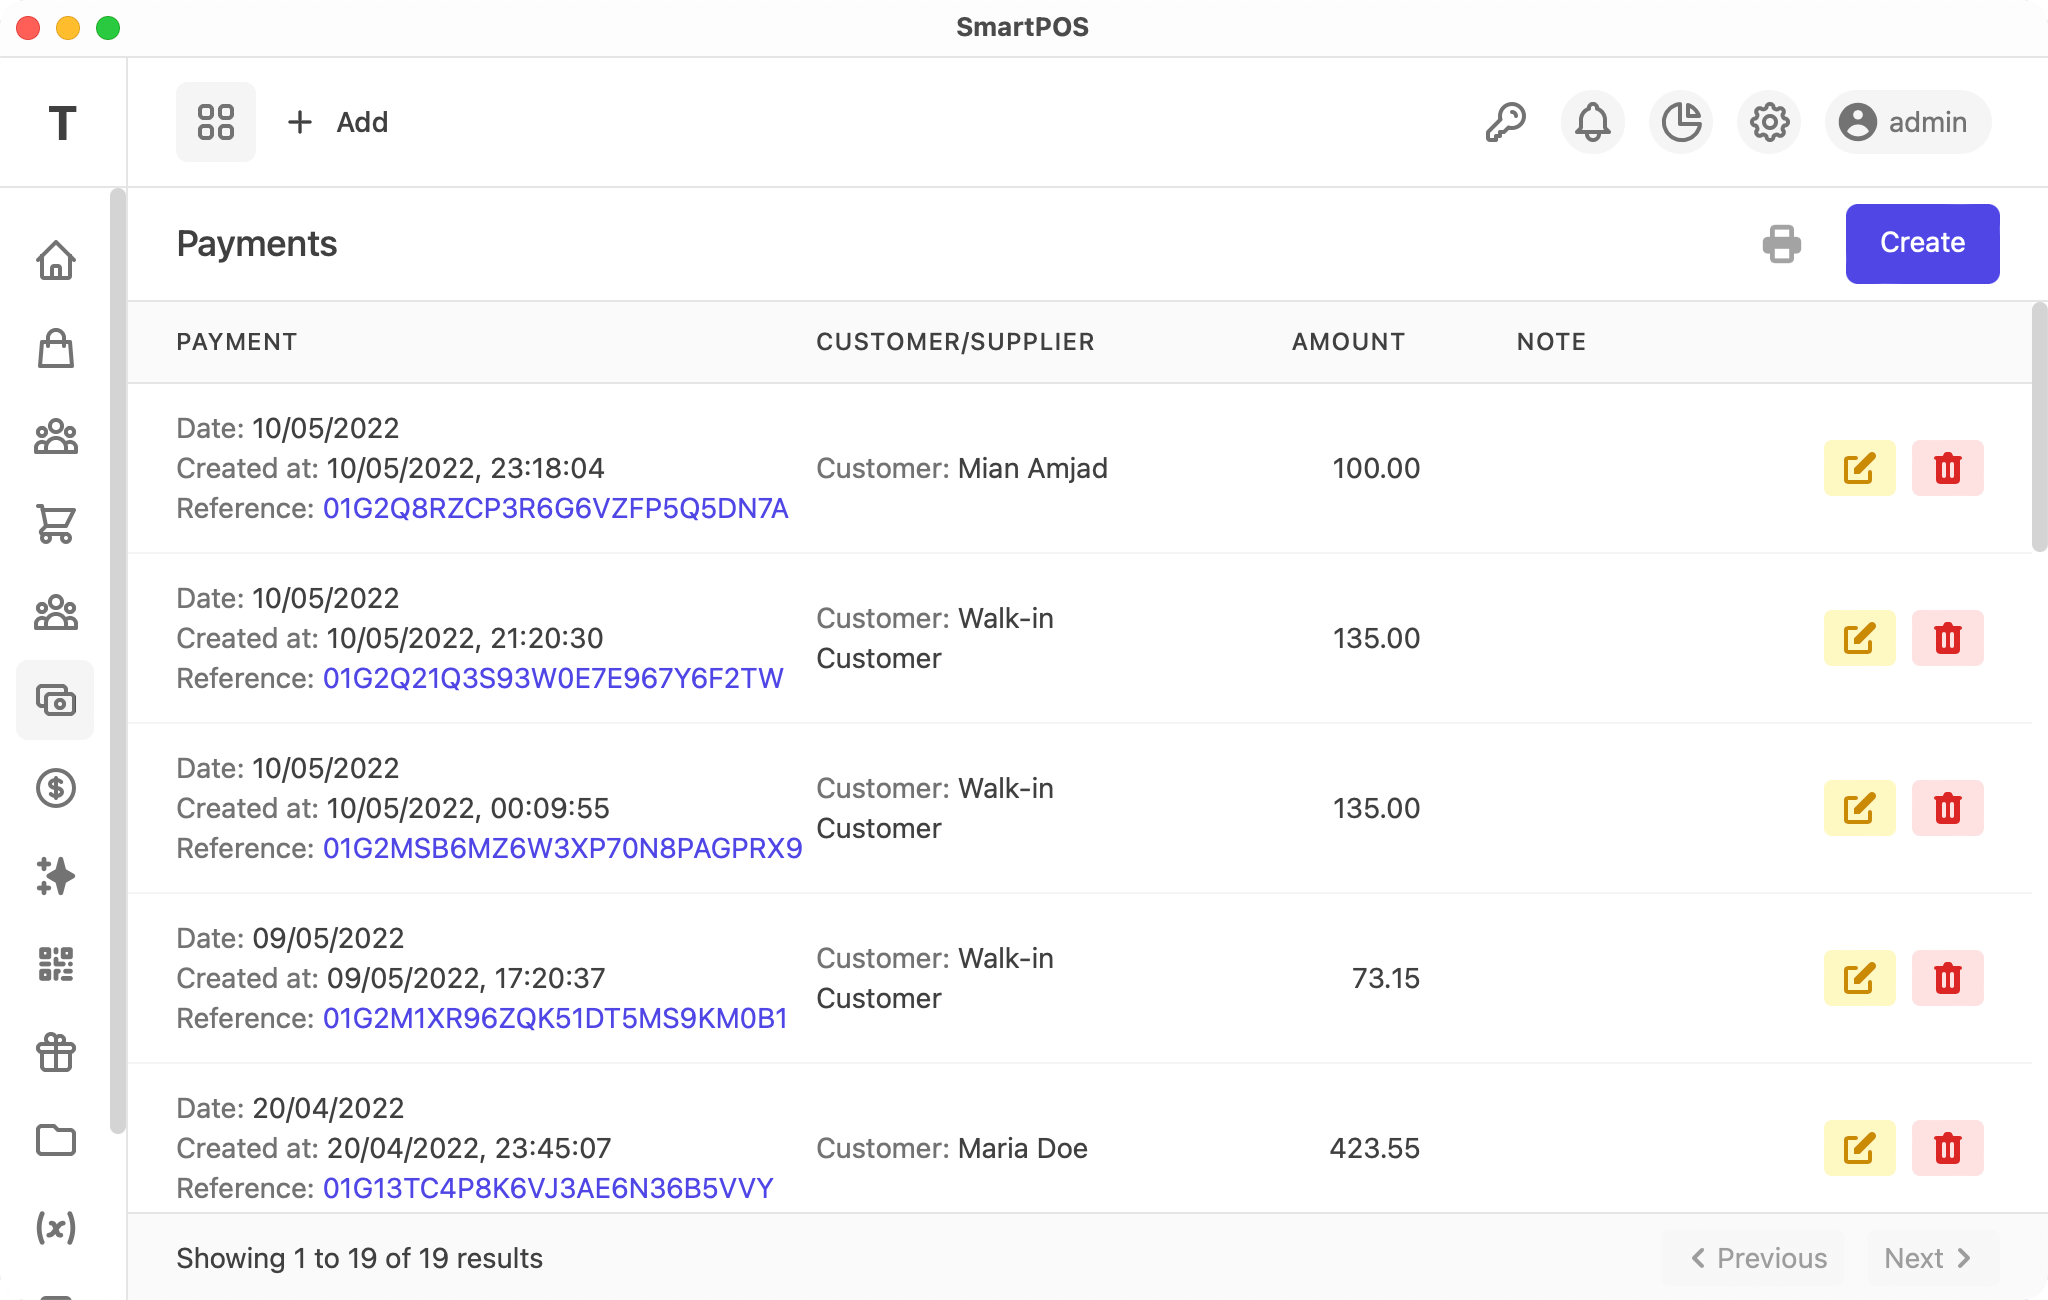 SmartPOS
T
Add
admin
Payments
Create
PAYMENT CUSTOMER/SUPPLIER AMOUNT NOTE
Date: 10/05/2022
Created at: 10/05/2022, 23:18:04
Reference: 01G2Q8RZCP3R6G6VZFP5Q5DN7A
Customer: Mian Amjad
100.00
Date: 10/05/2022
Created at: 10/05/2022, 21:20:30
Reference: 01G2Q21Q3S93W0E7E967Y6F2TW
Customer: Walk-in
Customer
135.00
Date: 10/05/2022
Created at: 10/05/2022, 00:09:55
Reference: 01G2MSB6MZ6W3XP70N8PAGPRX9
Customer: Walk-in
Customer
135.00
Date: 09/05/2022
Created at: 09/05/2022, 17:20:37
Reference: 01G2M1XR96ZQK51DT5MS9KM0B1
Customer: Walk-in
Customer
73.15
Date: 20/04/2022
Created at: 20/04/2022, 23:45:07
Reference: 01G13TC4P8K6VJ3AE6N36B5VVY
Customer: Maria Doe
423.55
(x)
Showing 1 to 19 of 19 results
Previous
Next